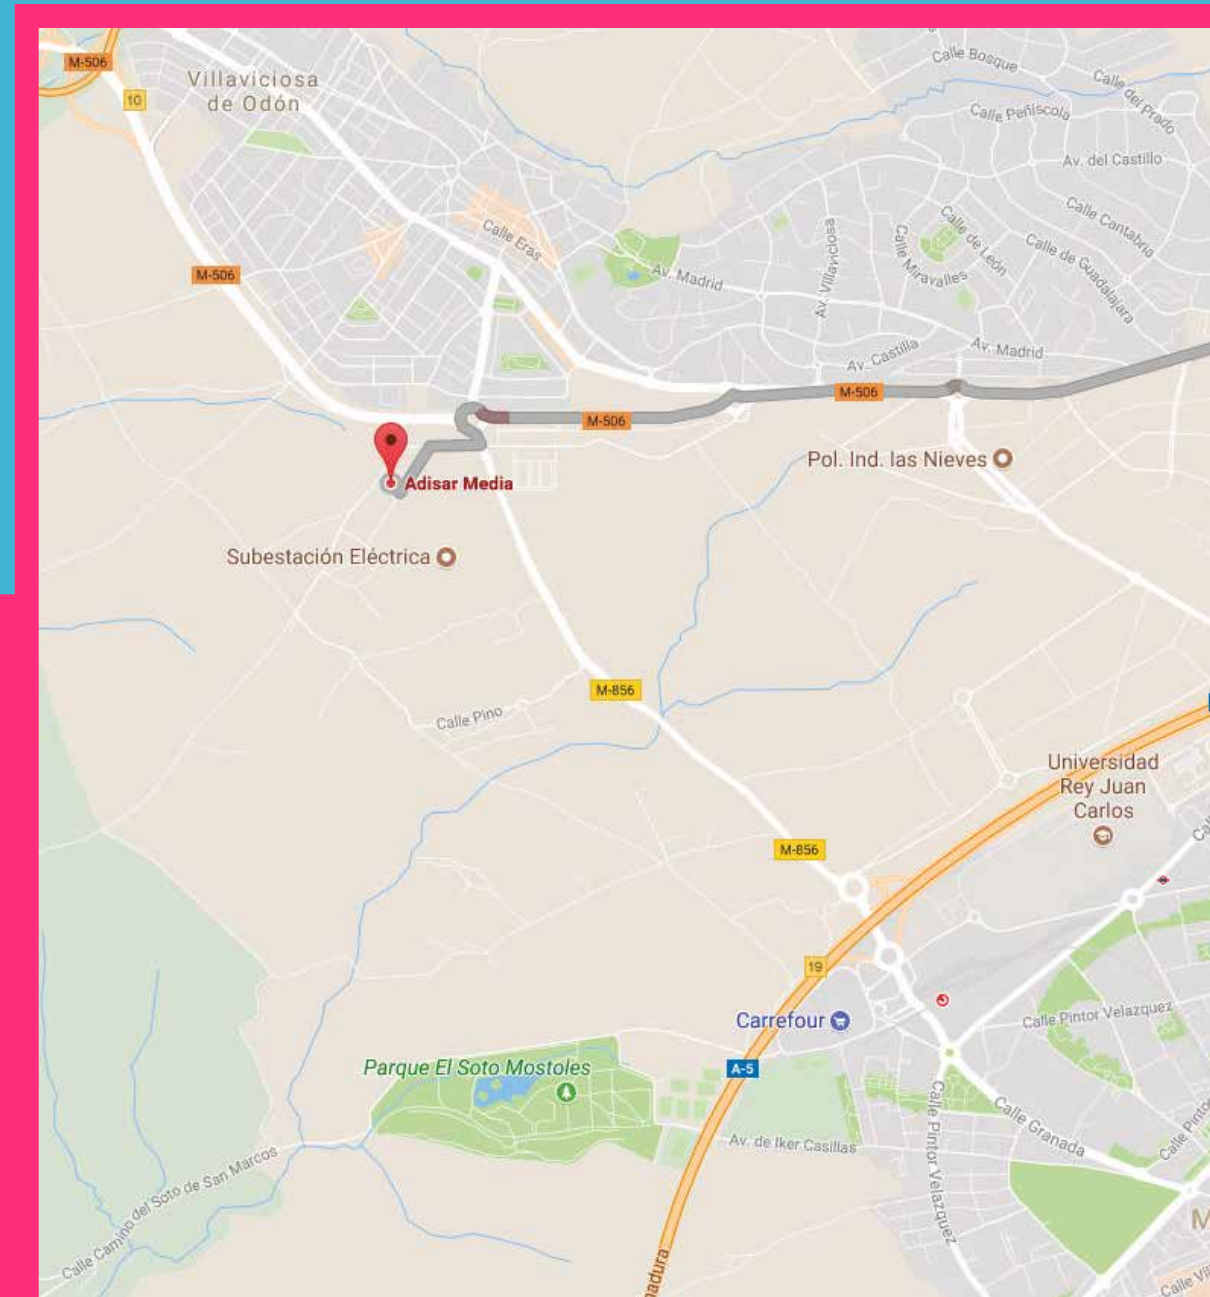 M-506
10
Villaviciosa
de Odón
Calle Bosque
Calle del Prado
Calle Peñiscola
Av. del Castillo
Calle Eras
Calle Cantabria
Calle de León
Calle de Guadalajara
Calle Miravalles
Av. Villaviciosa
Av. Madrid
M-506
Av. Castilla
Av. Madrid
M-506
M-506
Pol. Ind. las Nieves
Adisar Media
Subestación Eléctrica
M-856
Calle Pino
Universidad
Rey Juan
Carlos
M-856
19
Carrefour
Calle Pintor Velazquez
Parque El Soto Mostoles
A-5
Calle Pintor Velazquez
Calle Granada
Av. de Iker Casillas
Calle Camino del Soto de San Marcos